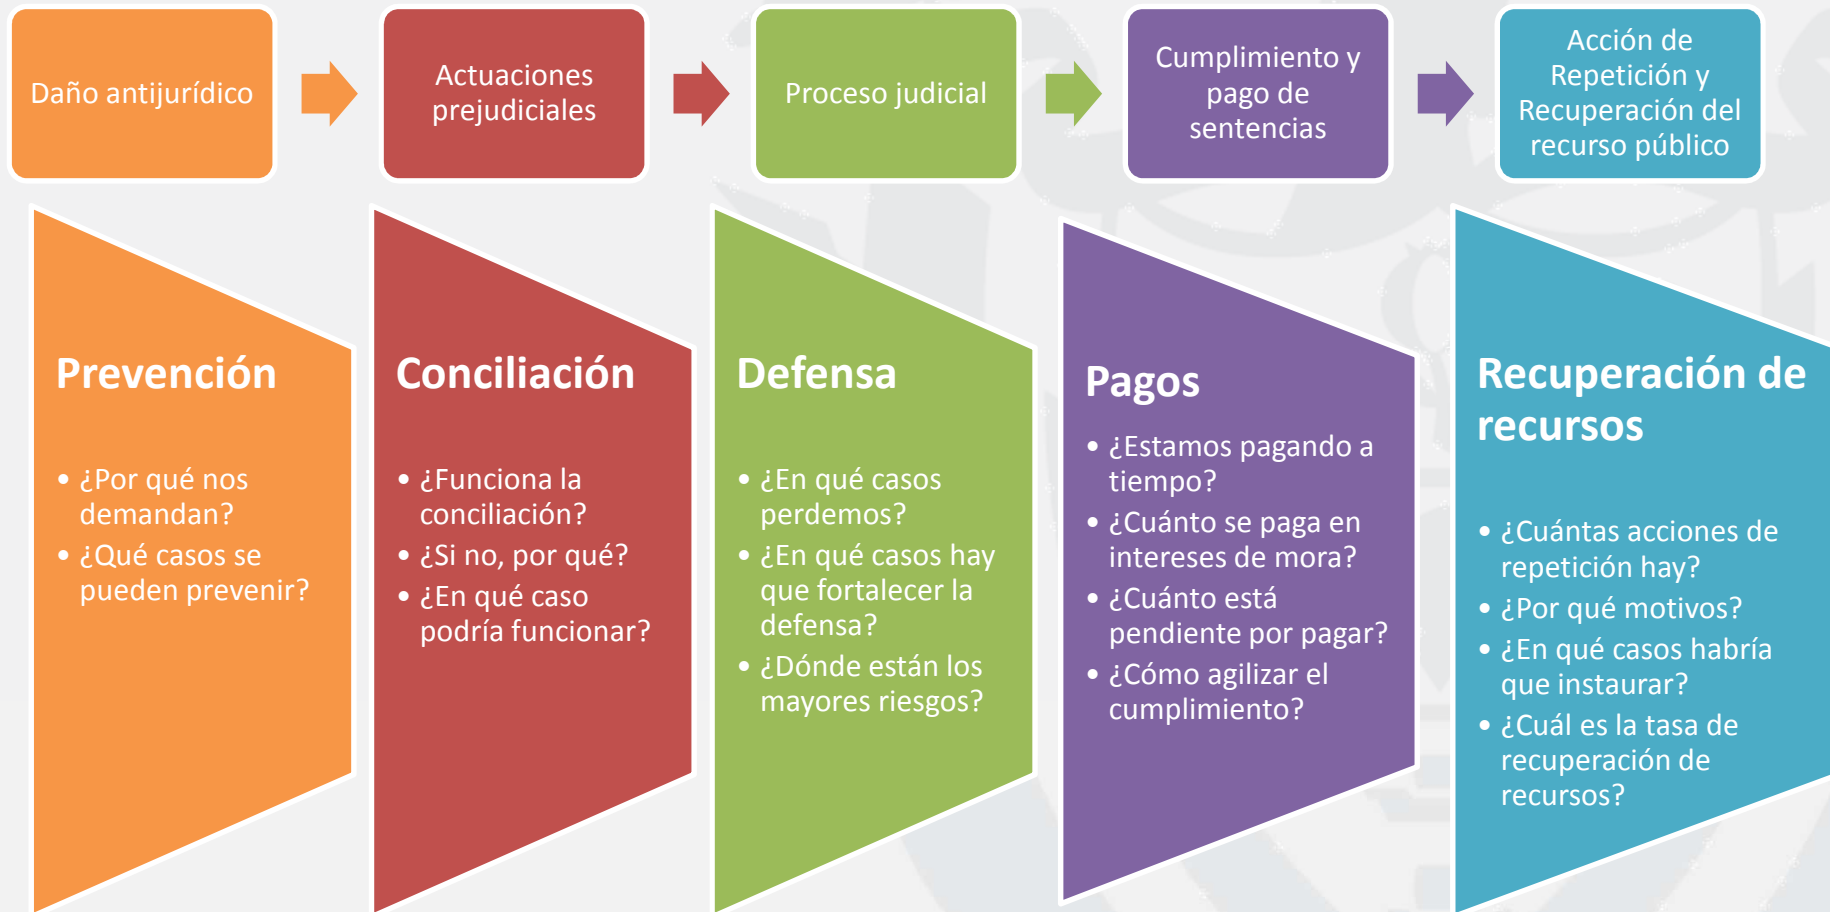 Daño antijurídico
Actuaciones
prejudiciales
Proceso judicial
Cumplimiento y
pago de
sentencias
Acción de
Repetición y
Recuperación del
recurso público
Prevención
• ¿Por qué nos
demandan?
• ¿Qué casos se
pueden prevenir?
Conciliación
• ¿Funciona la
conciliación?
• ¿Si no, por qué?
• ¿En qué caso
podría funcionar?
Defensa
• ¿En qué casos
perdemos?
• ¿En qué casos hay
que fortalecer la
defensa?
• ¿Dónde están los
mayores riesgos?
Pagos
• ¿Estamos pagando a
tiempo?
• ¿Cuánto se paga en
intereses de mora?
• ¿Cuánto está
pendiente por pagar?
• ¿Cómo agilizar el
cumplimiento?
Recuperación de
recursos
• ¿Cuántas acciones de
repetición hay?
• ¿Por qué motivos?
• ¿En qué casos habría
que instaurar?
• ¿Cuál es la tasa de
recuperación de
recursos?